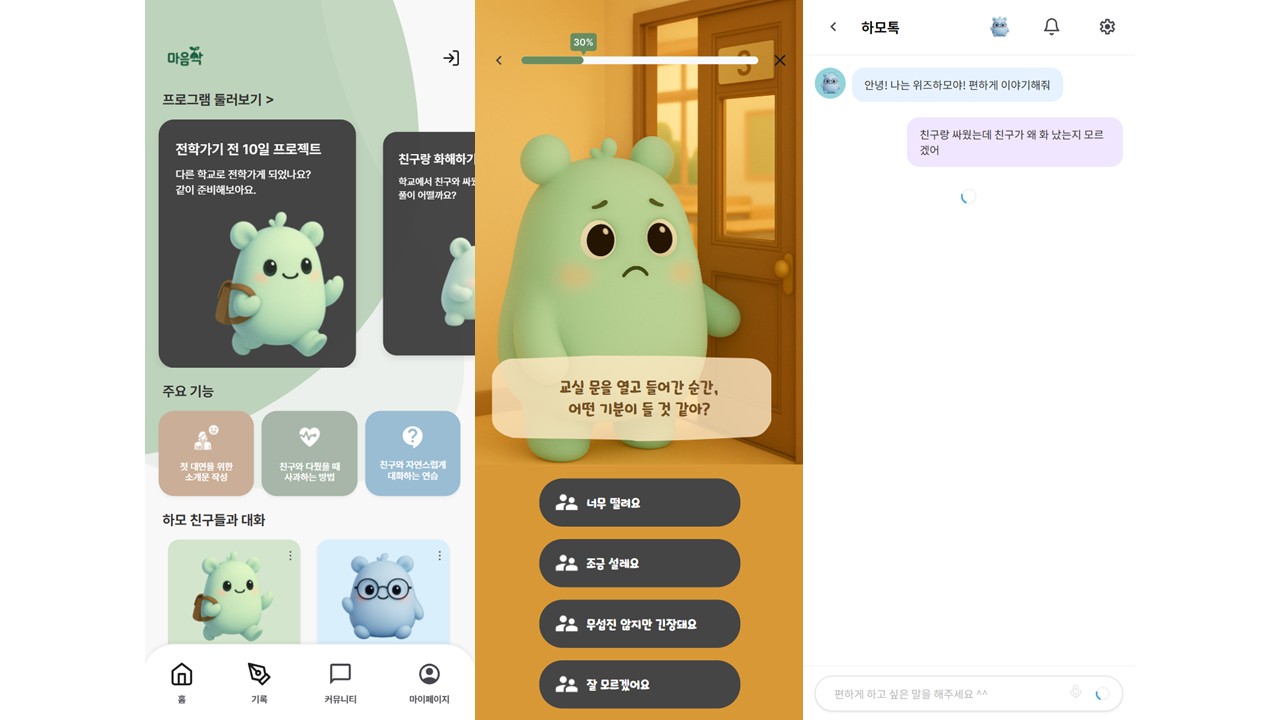 마음싹
프로그램 둘러보기 >
전학가기 전 10일 프로젝트
다른 학교로 전학가게 되었나요?
같이 준비해보아요.
친구랑 화해하기
학교에서 친구와 싸웠
풀이 어떨까요?
주요 기능
첫 대면을 위한
소개문 작성
친구와 다퉜을 때
사과하는 방법
친구와 자연스럽게
대화하는 연습
하모 친구들과 대화
홈
기록
커뮤니티
마이페이지
30%
3
교실 문을 열고 들어간 순간,
어떤 기분이 들 것 같아?
너무 떨려요
조금 설레요
무섭진 않지만 긴장돼요
잘 모르겠어요
하모톡
안녕! 나는 위즈하모야! 편하게 이야기해줘
친구랑 싸웠는데 친구가 왜 화 났는지 모르
겠어
편하게 하고 싶은 말을 해주세요 ^^